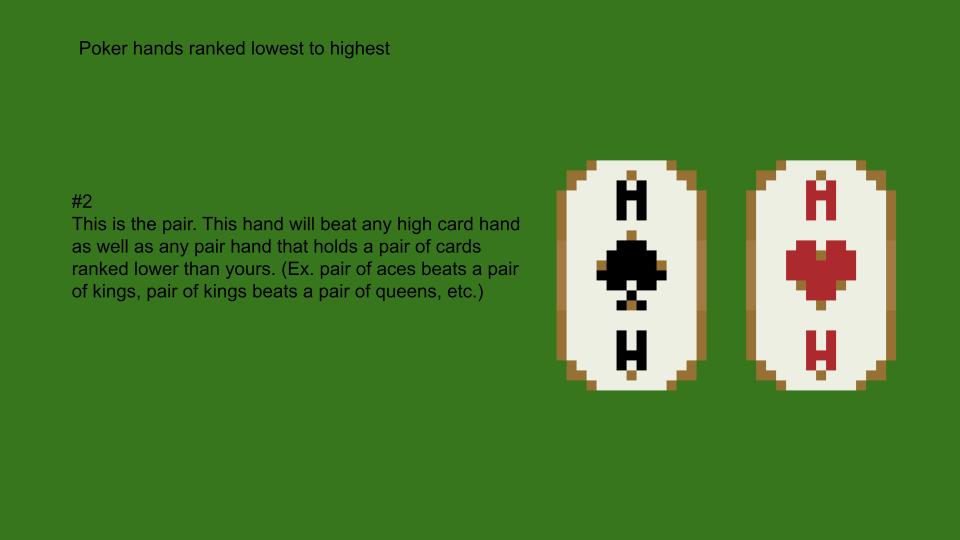 Poker hands ranked lowest to highest
#2
This is the pair. This hand will beat any high card hand
as well as any pair hand that holds a pair of cards
ranked lower than yours. (Ex. pair of aces beats a pair
of kings, pair of kings beats a pair of queens, etc.)
H H
H H